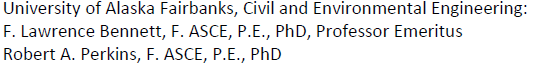 University of Alaska Fairbanks, Civil and Environmental Engineering:
F. Lawrence Bennett, F. ASCE, P.E., PhD, Professor Emeritus
Robert A. Perkins, F. ASCE, P.E., PhD